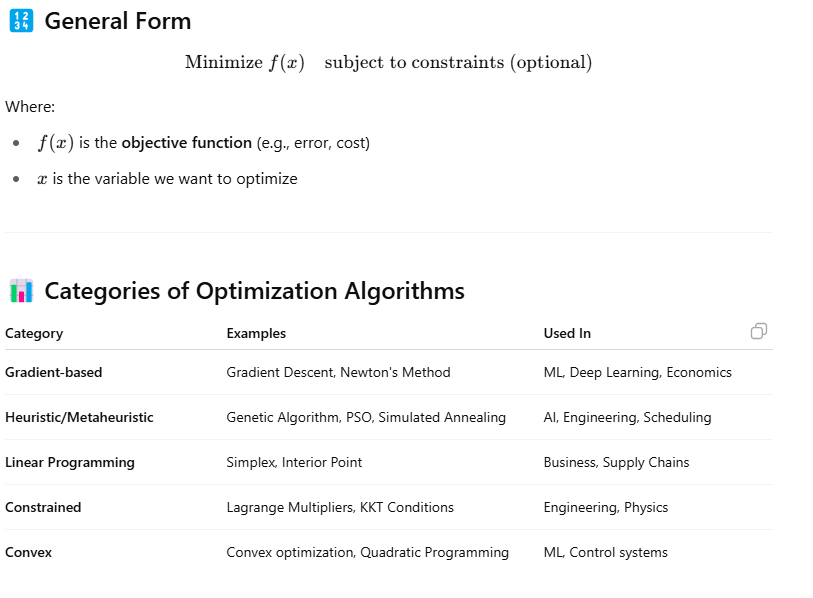 1234 General Form
Minimize f(x) subject to constraints (optional)
Where:
• f(x) is the objective function (e.g., error, cost)
• x is the variable we want to optimize
Categories of Optimization Algorithms
Category Examples Used In
Gradient-based Gradient Descent, Newton's Method ML, Deep Learning, Economics
Heuristic/Metaheuristic Genetic Algorithm, PSO, Simulated Annealing AI, Engineering, Scheduling
Linear Programming Simplex, Interior Point Business, Supply Chains
Constrained Lagrange Multipliers, KKT Conditions Engineering, Physics
Convex Convex optimization, Quadratic Programming ML, Control systems